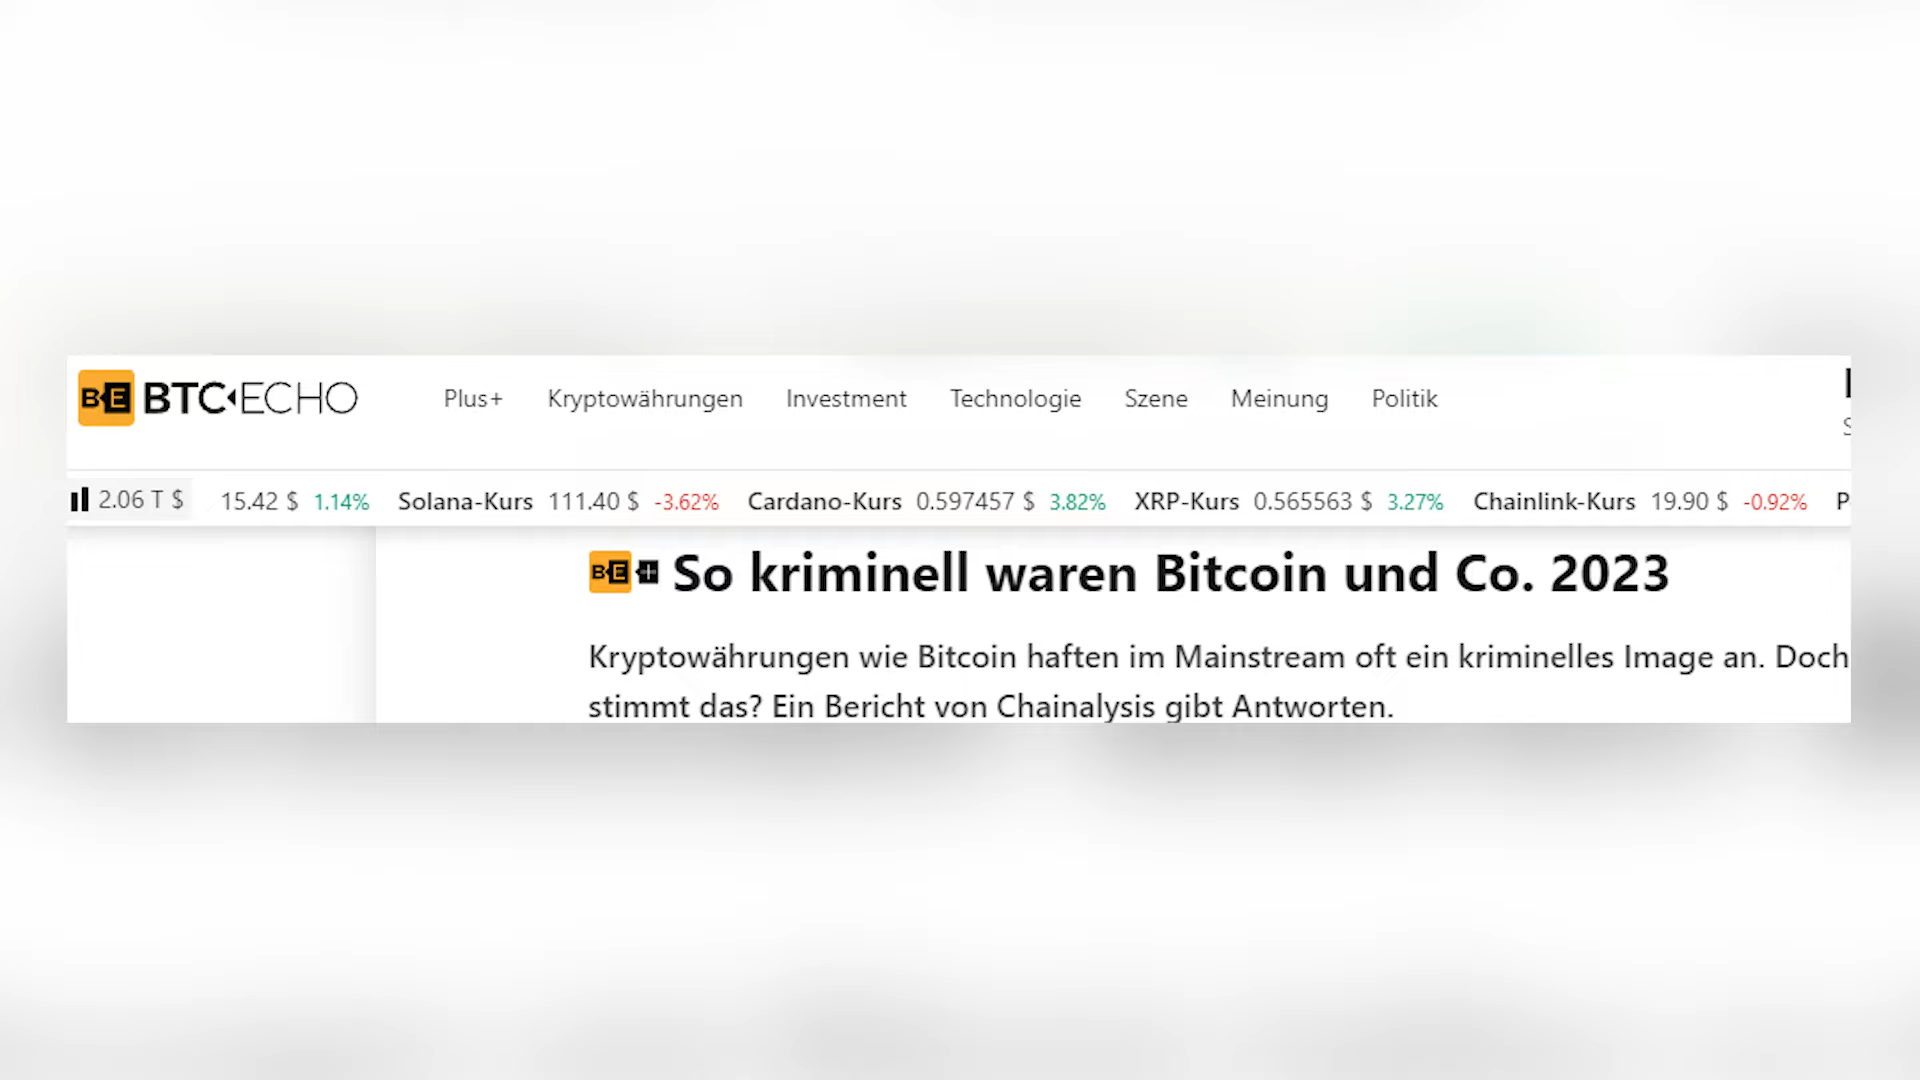 BE BTC ECHO Plus+ Kryptowährungen Investment Technologie Szene Meinung Politik
2.06 T $ 15.42 $ 1.14% Solana-Kurs 111.40 $ -3.62% Cardano-Kurs 0.597457 $ 3.82% XRP-Kurs 0.565563 $ 3.27% Chainlink-Kurs 19.90 $ -0.92%
BE+ So kriminell waren Bitcoin und Co. 2023
Kryptowährungen wie Bitcoin haften im Mainstream oft ein kriminelles Image an. Doch
stimmt das? Ein Bericht von Chainalysis gibt Antworten.